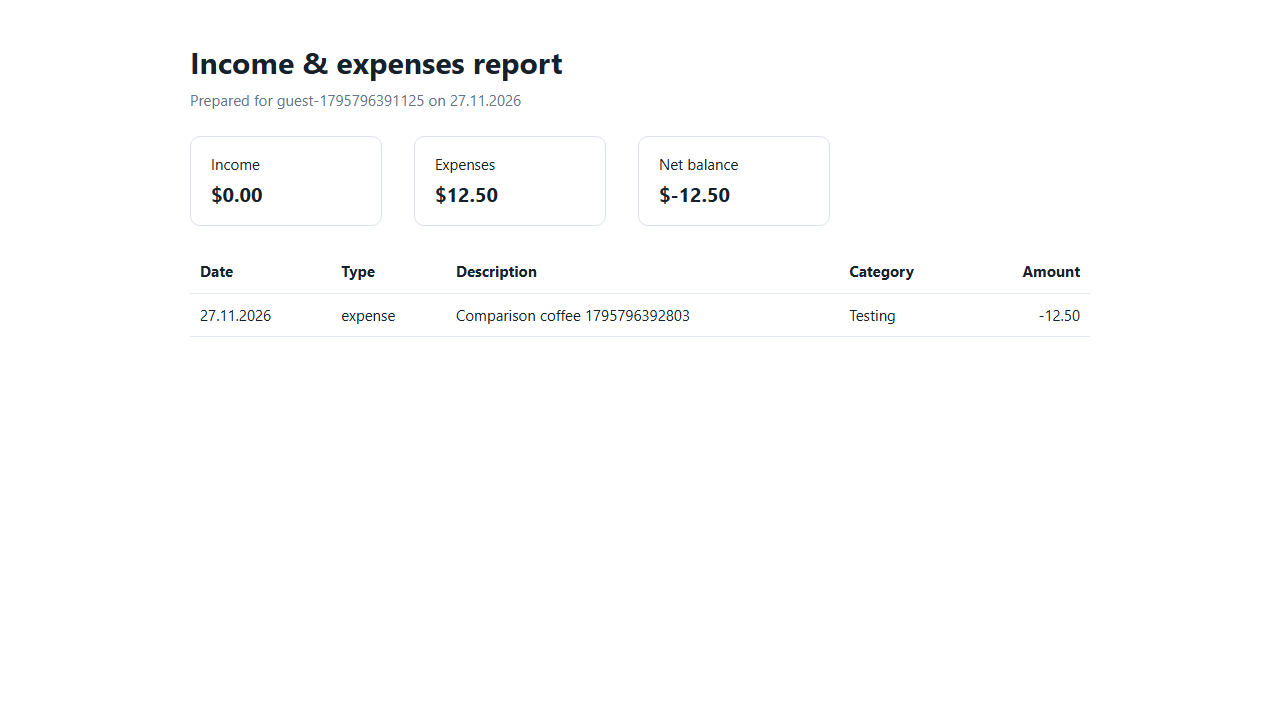 Income & expenses report
Prepared for guest-1795796391125 on 27.11.2026
Income
$0.00
Expenses
$12.50
Net balance
$-12.50
Date Type Description Category Amount
27.11.2026 expense Comparison coffee 1795796392803 Testing -12.50